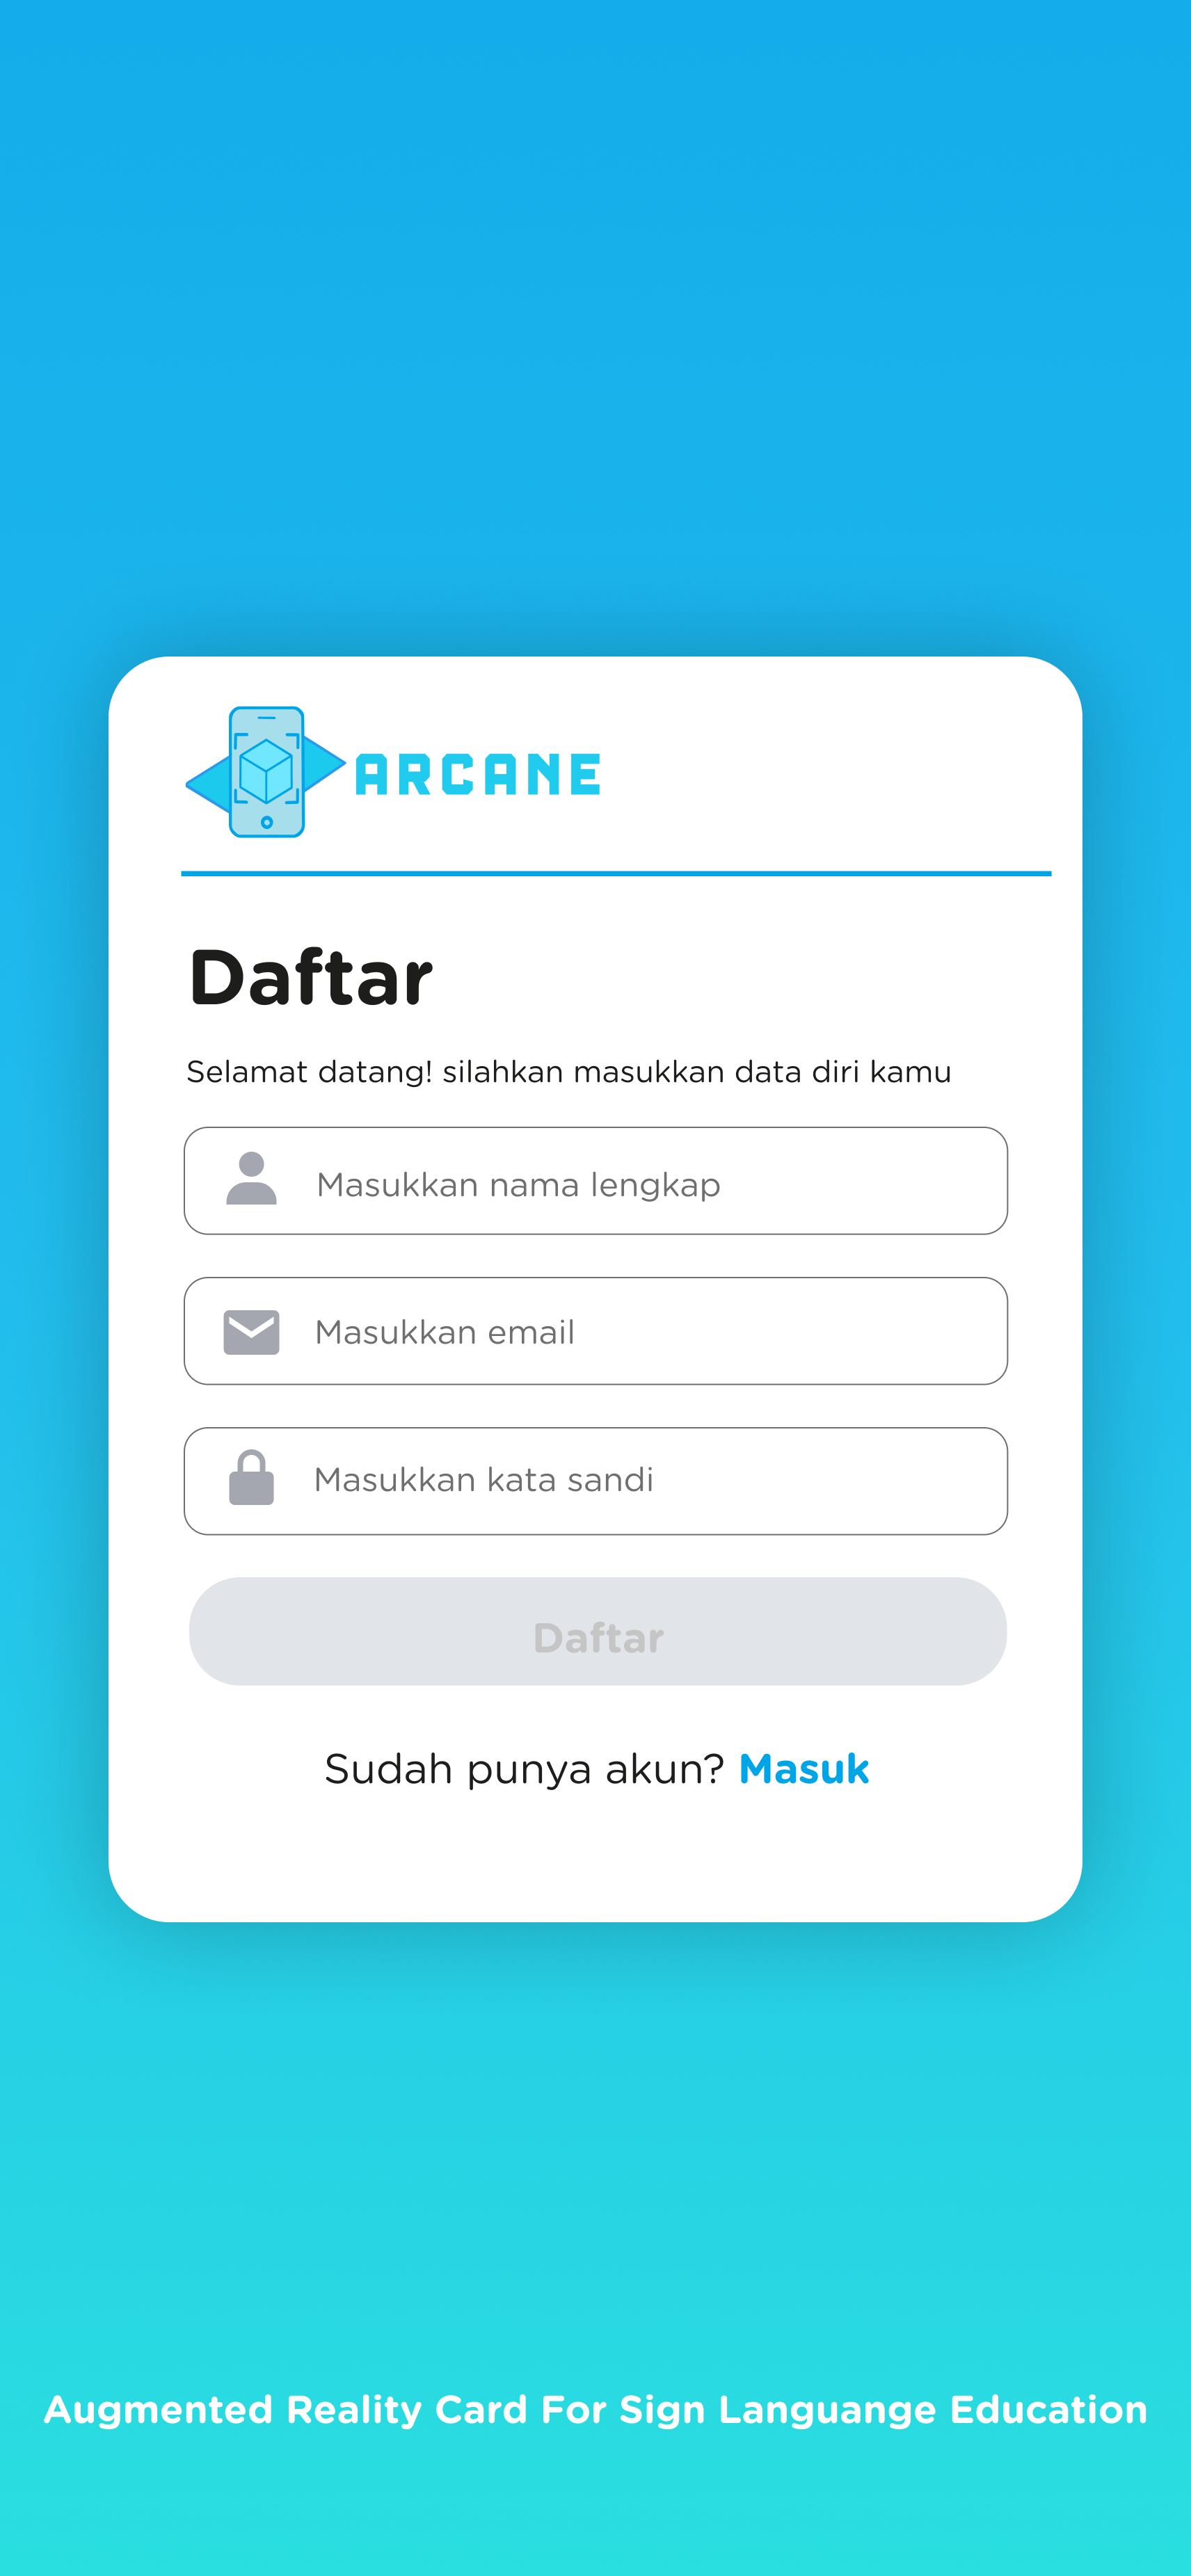 ARCANE
Daftar
Selamat datang! silahkan masukkan data diri kamu
Masukkan nama lengkap
Masukkan email
Masukkan kata sandi
Daftar
Sudah punya akun? Masuk
Augmented Reality Card For Sign Languange Education